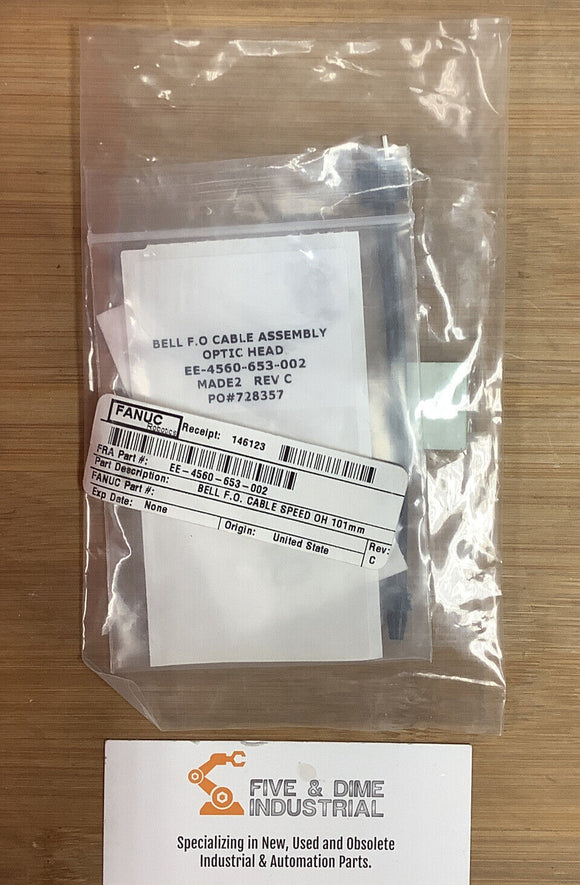 BELL F.O CABLE ASSEMBLY
OPTIC HEAD
EE-4560-653-002
MADE2 REV C
PO#728357
FANUC
Robotics
Receipt: 146123
FRA Part #: EE-4560-653-002
Part Description: BELL F.O. CABLE SPEED OH 101mm
FANUC Part #:
Exp Date: None
Origin: United State
Rev:
C
FIVE & DIME
INDUSTRIAL
Specializing in New, Used and Obsolete
Industrial & Automation Parts.